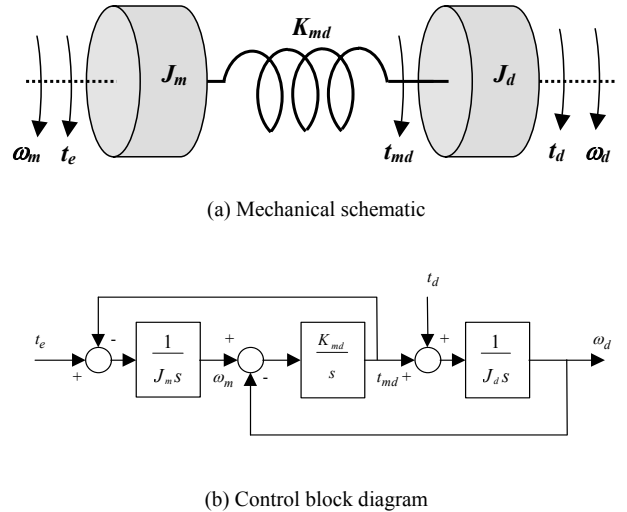 K_md
J_m
J_d
ω_m t_e t_md t_d ω_d
(a) Mechanical schematic
t_d
t_e - + + ω_d
1 / J_m s
K_md / s
1 / J_d s
+ ω_m - t_md +
(b) Control block diagram